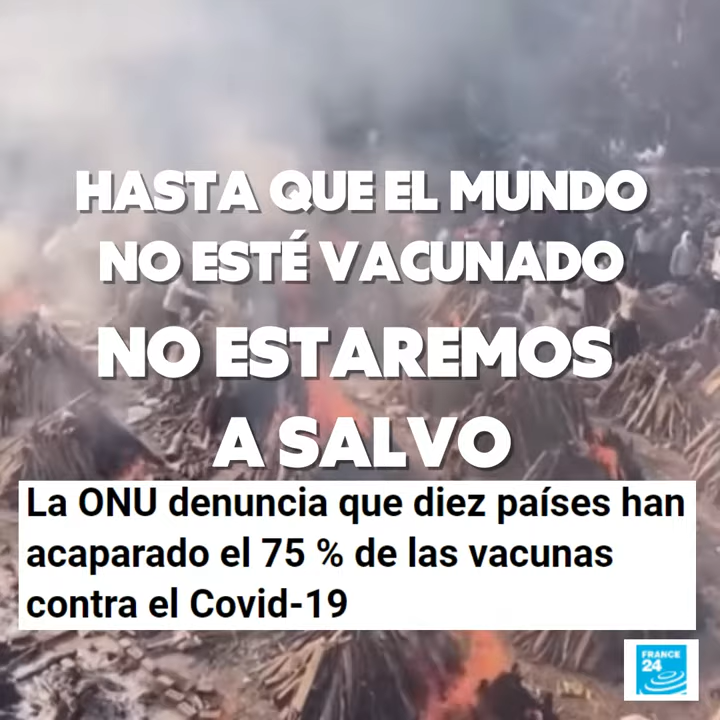 HASTA QUE EL MUNDO
NO ESTÉ VACUNADO
NO ESTAREMOS
A SALVO
La ONU denuncia que diez países han
acaparado el 75 % de las vacunas
contra el Covid-19
FRANCE
24